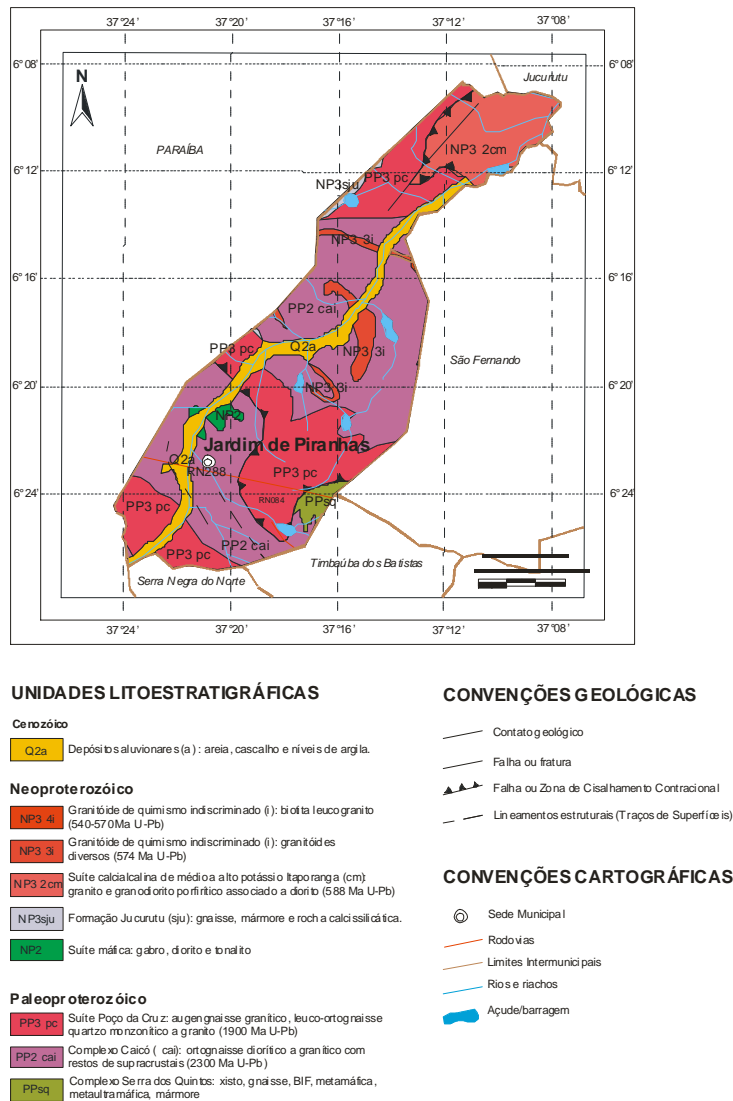 37°24' 37°20' 37°16' 37°12' 37°08'
6°08' 6°08'
Jucurutu
N
PARAÍBA
NP3 2cm
6°12' 6°12'
PP3 pc
NP3sju
NP3 3i
6°16' 6°16'
PP2 cai
Q2a
PP3 pc
NP3 3i
São Fernando
6°20' 6°20'
NP3 3i
NP2
Jardim de Piranhas
Q2a
RN288
PP3 pc
6°24' 6°24'
PP3 pc
RN084
PPsq
PP2 cai
PP3 pc
Timbaúba dos Batistas
Serra Negra do Norte
37°24' 37°20' 37°16' 37°12' 37°08'
UNIDADES LITOESTRATIGRÁFICAS
Cenozóico
Q2a Depósitos aluvionares (a) : areia, cascalho e níveis de argila.
Neoproterozóico
NP3 4i Granitóide de quimismo indiscriminado (i): biotita leucogranito
(540-570 Ma U-Pb)
NP3 3i Granitóide de quimismo indiscriminado (i): granitóides
diversos (574 Ma U-Pb)
NP3 2cm Suíte calcialcalina de média a alto potássio Itaporanga (cm):
granito e granodiorito porfirítico associado a diorito (588 Ma U-Pb)
NP3sju Formação Jucurutu (sju): gnaisse, mármore e rocha calcissilicática.
NP2 Suíte máfica: gabro, diorito e tonalito
Paleoproterozóico
PP3 pc Suíte Poço da Cruz: augengnaisse granítico, leuco-ortognaisse
quartzo monzonítico a granito (1900 Ma U-Pb)
PP2 cai Complexo Caicó ( cai): ortognaisse diorítico a granítico com
restos de supracrustais (2300 Ma U-Pb)
PPsq Complexo Serra dos Quintos: xisto, gnaisse, BIF, metamáfica,
metaultramáfica, mármore
CONVENÇÕES GEOLÓGICAS
Contato geológico
Falha ou fratura
Falha ou Zona de Cisalhamento Contracional
Lineamentos estruturais (Traços de Superfíceis)
CONVENÇÕES CARTOGRÁFICAS
Sede Municipal
Rodovias
Limites Intermunicipais
Rios e riachos
Açude/barragem